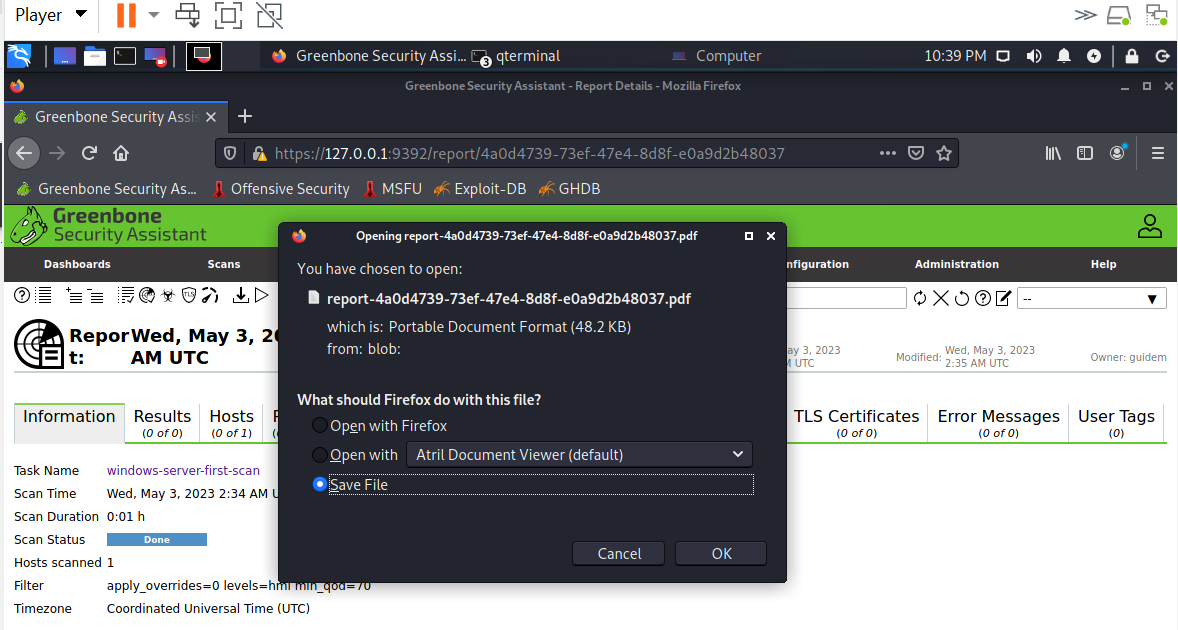 Player
Greenbone Security Assi...
3
qterminal
Computer
10:39 PM
Greenbone Security Assistant - Report Details - Mozilla Firefox
Greenbone Security Assis
https://127.0.0.1:9392/report/4a0d4739-73ef-47e4-8d8f-e0a9d2b48037
Greenbone Security As...
Offensive Security
MSFU
Exploit-DB
GHDB
Greenbone
Security Assistant
Opening report-4a0d4739-73ef-47e4-8d8f-e0a9d2b48037.pdf
Dashboards
Scans
nfiguration
Administration
Help
You have chosen to open:
report-4a0d4739-73ef-47e4-8d8f-e0a9d2b48037.pdf
which is: Portable Document Format (48.2 KB)
from: blob:
What should Firefox do with this file?
Open with Firefox
Open with
Atril Document Viewer (default)
Save File
Cancel
OK
TLS
--
Repor
t:
Wed, May 3, 20
AM UTC
ay 3, 2023
M UTC
Modified:
Wed, May 3, 2023
2:35 AM UTC
Owner: guidem
Information
Results
(0 of 0)
Hosts
(0 of 1)
TLS Certificates
(0 of 0)
Error Messages
(0 of 0)
User Tags
(0)
Task Name windows-server-first-scan
Scan Time Wed, May 3, 2023 2:34 AM U
Scan Duration 0:01 h
Scan Status Done
Hosts scanned 1
Filter apply_overrides=0 levels=hml min_qod=70
Timezone Coordinated Universal Time (UTC)